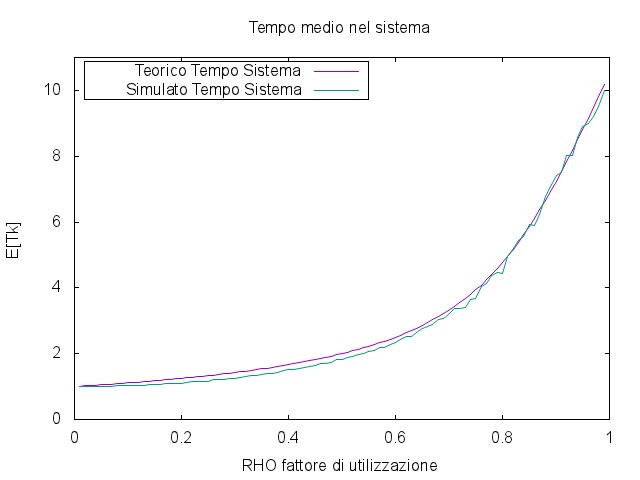 Tempo medio nel sistema
Teorico Tempo Sistema
Simulato Tempo Sistema
10
8
6
4
2
0
E[Tk]
0 0.2 0.4 0.6 0.8 1
RHO fattore di utilizzazione